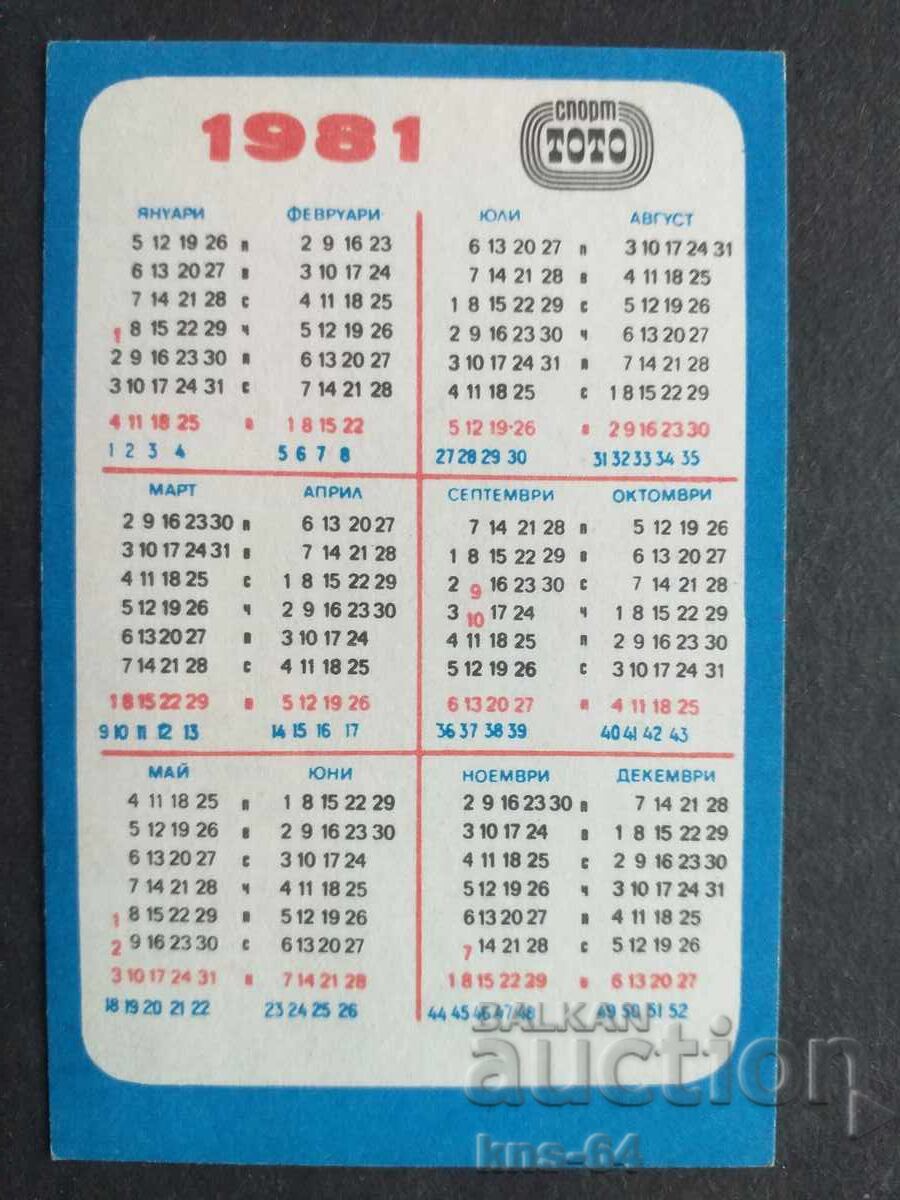 1981
спорт
ТОТО
ЯНУАРИ ФЕВРУАРИ
5 12 19 26 п 2 9 16 23
6 13 20 27 в 3 10 17 24
7 14 21 28 с 4 11 18 25
1 8 15 22 29 ч 5 12 19 26
2 9 16 23 30 п 6 13 20 27
3 10 17 24 31 с 7 14 21 28
4 11 18 25 н 1 8 15 22
1 2 3 4 5 6 7 8
ЮЛИ АВГУСТ
6 13 20 27 п 3 10 17 24 31
7 14 21 28 в 4 11 18 25
1 8 15 22 29 с 5 12 19 26
2 9 16 23 30 ч 6 13 20 27
3 10 17 24 31 п 7 14 21 28
4 11 18 25 с 1 8 15 22 29
5 12 19·26 н 2 9 16 23 30
27 28 29 30 31 32 33 34 35
МАРТ АПРИЛ
2 9 16 23 30 п 6 13 20 27
3 10 17 24 31 в 7 14 21 28
4 11 18 25 с 1 8 15 22 29
5 12 19 26 ч 2 9 16 23 30
6 13 20 27 п 3 10 17 24
7 14 21 28 с 4 11 18 25
1 8 15 22 29 н 5 12 19 26
9 10 11 12 13 14 15 16 17
СЕПТЕМВРИ ОКТОМВРИ
7 14 21 28 п 5 12 19 26
1 8 15 22 29 в 6 13 20 27
2 9 16 23 30 с 7 14 21 28
3 10 17 24 ч 1 8 15 22 29
4 11 18 25 п 2 9 16 23 30
5 12 19 26 с 3 10 17 24 31
6 13 20 27 н 4 11 18 25
36 37 38 39 40 41 42 43
МАЙ ЮНИ
4 11 18 25 п 1 8 15 22 29
5 12 19 26 в 2 9 16 23 30
6 13 20 27 с 3 10 17 24
7 14 21 28 ч 4 11 18 25
1 8 15 22 29 п 5 12 19 26
2 9 16 23 30 с 6 13 20 27
3 10 17 24 31 н 7 14 21 28
18 19 20 21 22 23 24 25 26
НОЕМВРИ ДЕКЕМВРИ
2 9 16 23 30 п 7 14 21 28
3 10 17 24 в 1 8 15 22 29
4 11 18 25 с 2 9 16 23 30
5 12 19 26 ч 3 10 17 24 31
6 13 20 27 п 4 11 18 25
7 14 21 28 с 5 12 19 26
1 8 15 22 29 н 6 13 20 27
44 45 46 47 48 49 50 51 52
BALKAN
auction
kns-64